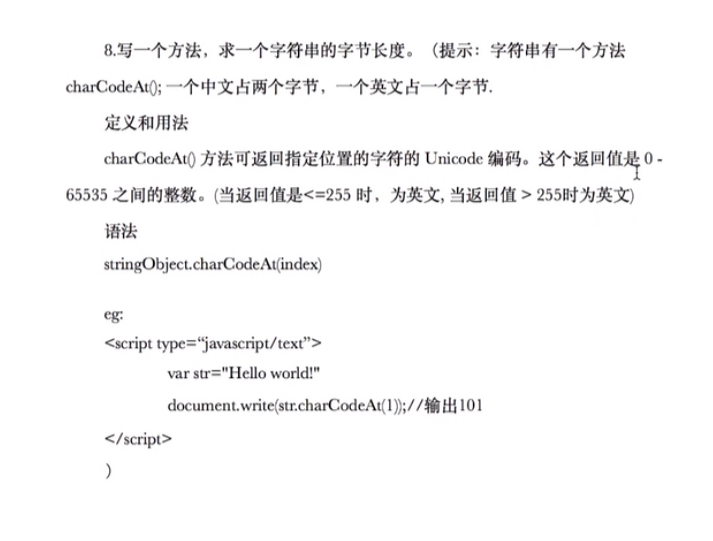 8.写一个方法，求一个字符串的字节长度。（提示：字符串有一个方法
charCodeAt(); 一个中文占两个字节，一个英文占一个字节.
定义和用法
charCodeAt() 方法可返回指定位置的字符的 Unicode 编码。这个返回值是 0 -
65535 之间的整数。(当返回值是<=255 时，为英文, 当返回值 > 255时为英文)
语法
stringObject.charCodeAt(index)
eg:
<script type=“javascript/text”>
var str="Hello world!"
document.write(str.charCodeAt(1));//输出101
</script>
）